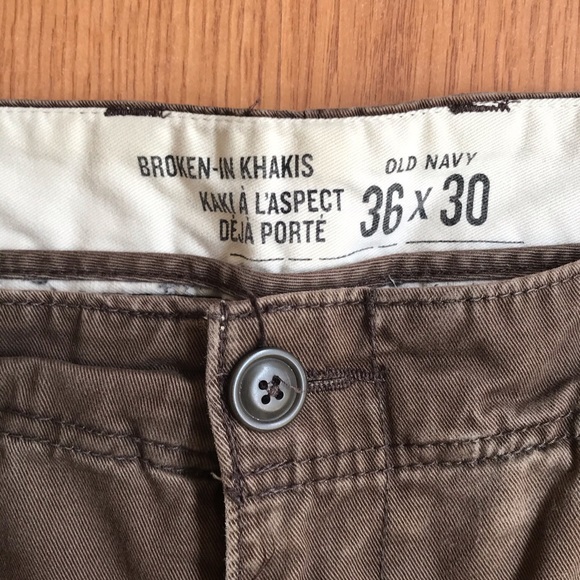 BROKEN-IN KHAKIS
KAKI À L'ASPECT
DÉJÀ PORTÉ
OLD NAVY
36 X 30